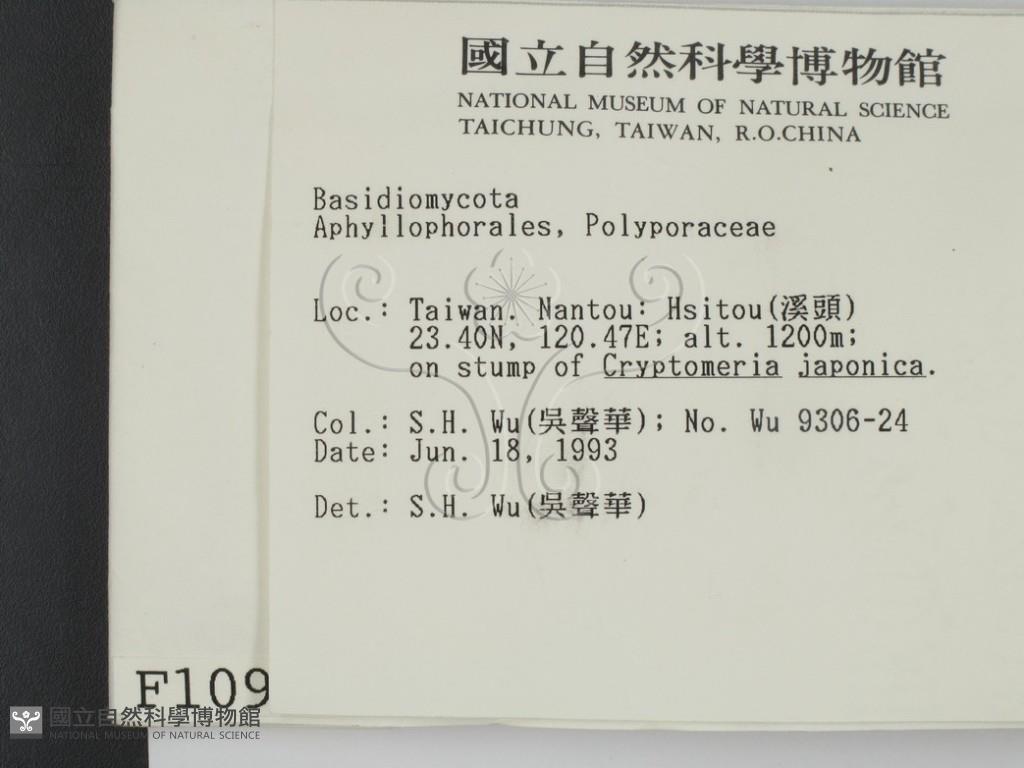 國立自然科學博物館
NATIONAL MUSEUM OF NATURAL SCIENCE
TAICHUNG, TAIWAN, R.O.CHINA
Basidiomycota
Aphyllophorales, Polyporaceae
Loc.: Taiwan. Nantou: Hsitou(溪頭)
23.40N, 120.47E; alt. 1200m;
on stump of Cryptomeria japonica.
Col.: S.H. Wu(吳聲華); No. Wu 9306-24
Date: Jun. 18, 1993
Det.: S.H. Wu(吳聲華)
F109
國立自然科學博物館
NATIONAL MUSEUM OF NATURAL SCIENCE